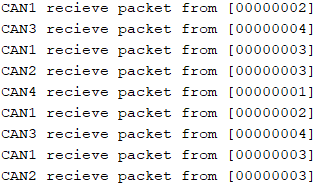 CAN1 recieve packet from [00000002]
CAN3 recieve packet from [00000004]
CAN1 recieve packet from [00000003]
CAN2 recieve packet from [00000003]
CAN4 recieve packet from [00000001]
CAN1 recieve packet from [00000002]
CAN3 recieve packet from [00000004]
CAN1 recieve packet from [00000003]
CAN2 recieve packet from [00000003]